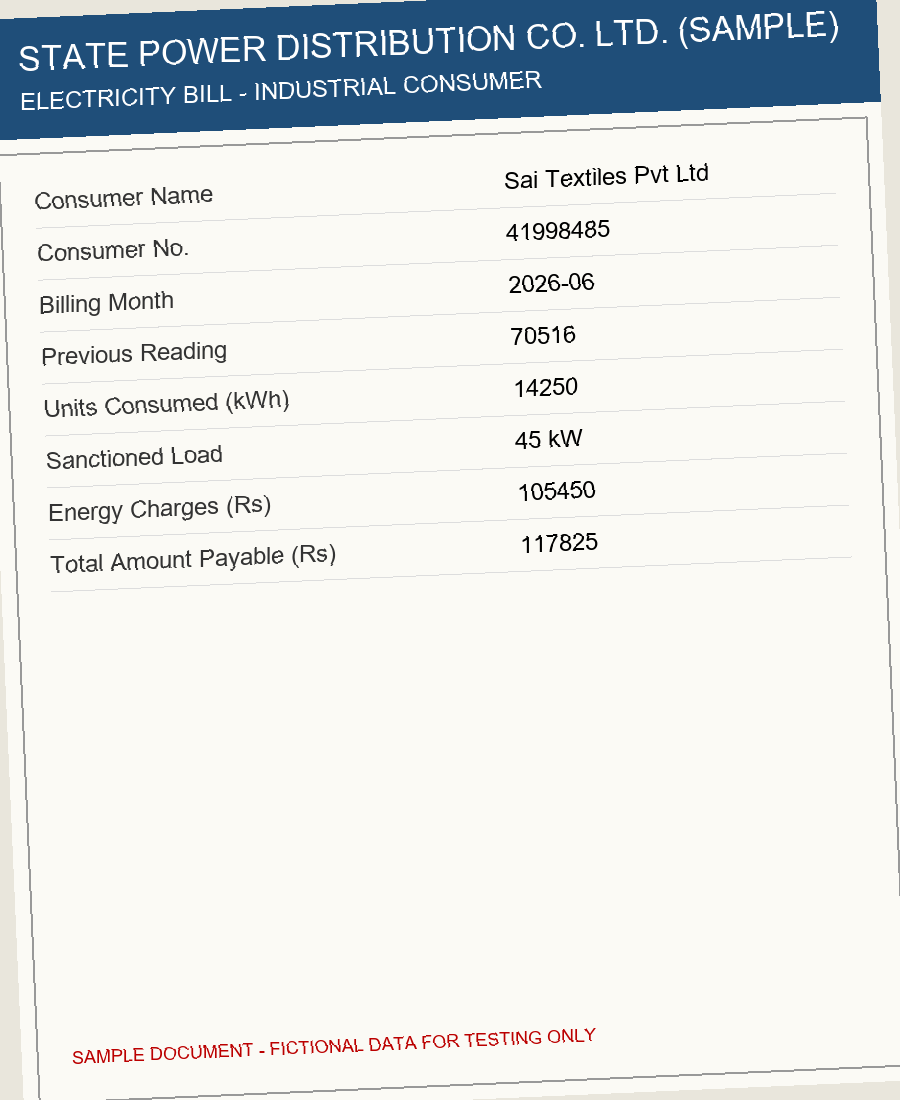 STATE POWER DISTRIBUTION CO. LTD. (SAMPLE)
ELECTRICITY BILL - INDUSTRIAL CONSUMER
Consumer Name Sai Textiles Pvt Ltd
Consumer No. 41998485
Billing Month 2026-06
Previous Reading 70516
Units Consumed (kWh) 14250
Sanctioned Load 45 kW
Energy Charges (Rs) 105450
Total Amount Payable (Rs) 117825
SAMPLE DOCUMENT - FICTIONAL DATA FOR TESTING ONLY